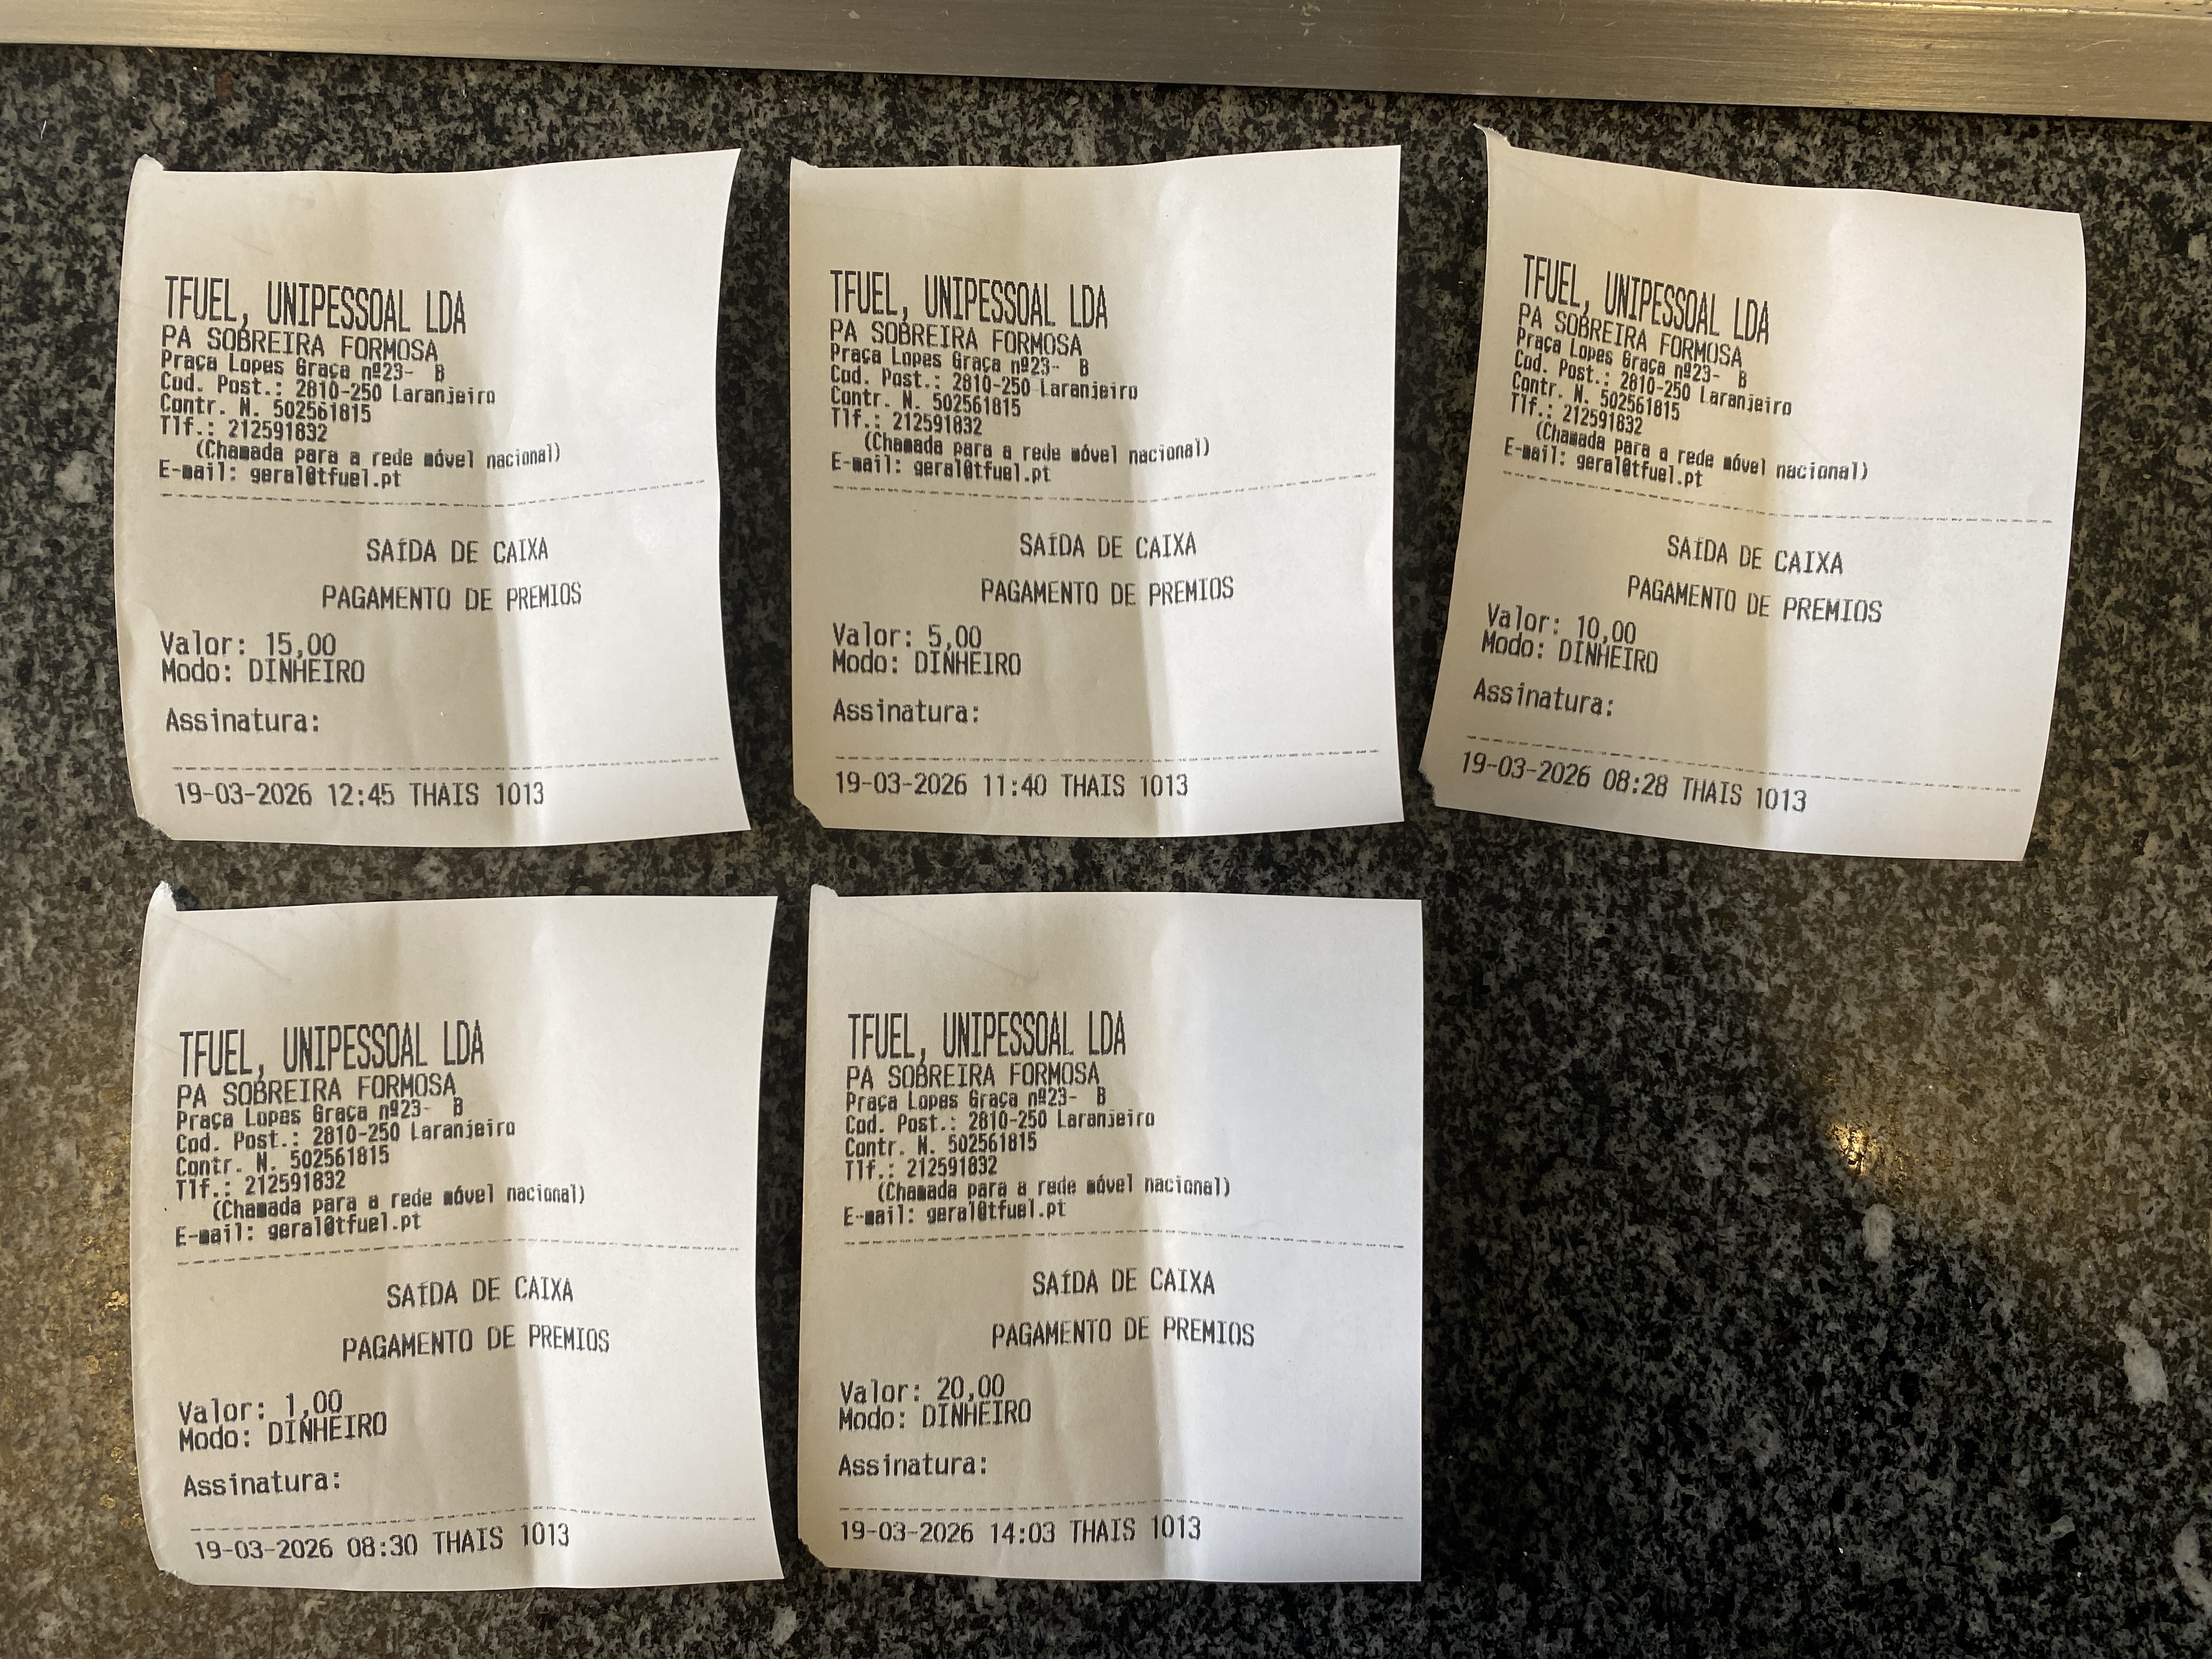 TFUEL, UNIPESSOAL LDA
PA SOBREIRA FORMOSA
Praça Lopes Graça nº23-  B
Cod. Post.: 2810-250 Laranjeiro
Contr. N. 502561815
Tlf.: 212591832
(Chamada para a rede móvel nacional)
E-mail: geral@tfuel.pt
SAÍDA DE CAIXA
PAGAMENTO DE PREMIOS
Valor: 15,00
Modo: DINHEIRO
Assinatura:
19-03-2026 12:45 THAIS 1013
TFUEL, UNIPESSOAL LDA
PA SOBREIRA FORMOSA
Praça Lopes Graça nº23-  B
Cod. Post.: 2810-250 Laranjeiro
Contr. N. 502561815
Tlf.: 212591832
(Chamada para a rede móvel nacional)
E-mail: geral@tfuel.pt
SAÍDA DE CAIXA
PAGAMENTO DE PREMIOS
Valor: 5,00
Modo: DINHEIRO
Assinatura:
19-03-2026 11:40 THAIS 1013
TFUEL, UNIPESSOAL LDA
PA SOBREIRA FORMOSA
Praça Lopes Graça nº23-  B
Cod. Post.: 2810-250 Laranjeiro
Contr. N. 502561815
Tlf.: 212591832
(Chamada para a rede móvel nacional)
E-mail: geral@tfuel.pt
SAÍDA DE CAIXA
PAGAMENTO DE PREMIOS
Valor: 10,00
Modo: DINHEIRO
Assinatura:
19-03-2026 08:28 THAIS 1013
TFUEL, UNIPESSOAL LDA
PA SOBREIRA FORMOSA
Praça Lopes Graça nº23-  B
Cod. Post.: 2810-250 Laranjeiro
Contr. N. 502561815
Tlf.: 212591832
(Chamada para a rede móvel nacional)
E-mail: geral@tfuel.pt
SAÍDA DE CAIXA
PAGAMENTO DE PREMIOS
Valor: 1,00
Modo: DINHEIRO
Assinatura:
19-03-2026 08:30 THAIS 1013
TFUEL, UNIPESSOAL LDA
PA SOBREIRA FORMOSA
Praça Lopes Graça nº23-  B
Cod. Post.: 2810-250 Laranjeiro
Contr. N. 502561815
Tlf.: 212591832
(Chamada para a rede móvel nacional)
E-mail: geral@tfuel.pt
SAÍDA DE CAIXA
PAGAMENTO DE PREMIOS
Valor: 20,00
Modo: DINHEIRO
Assinatura:
19-03-2026 14:03 THAIS 1013